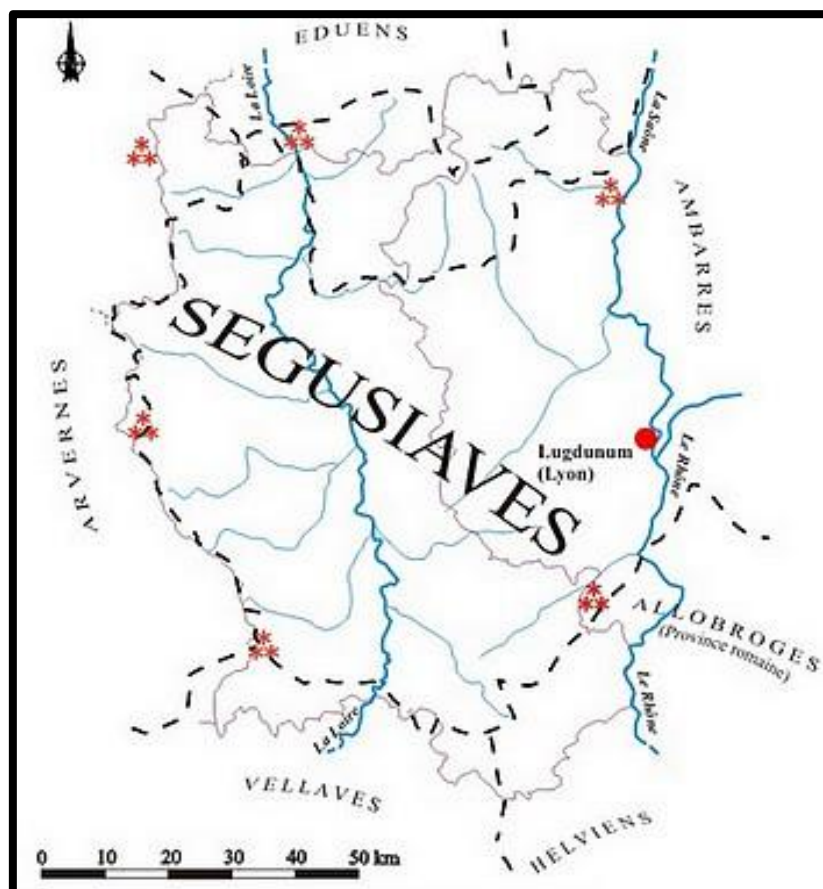 EDUENS
La Loire
La Saône
AMBARRES
SEGUSIAVES
ARVERNES
Lugdunum
(Lyon)
Le Rhône
ALLOBROGES
(Province romaine)
La Loire
Le Rhône
VELLAVES
HELVIENS
0 10 20 30 40 50 km